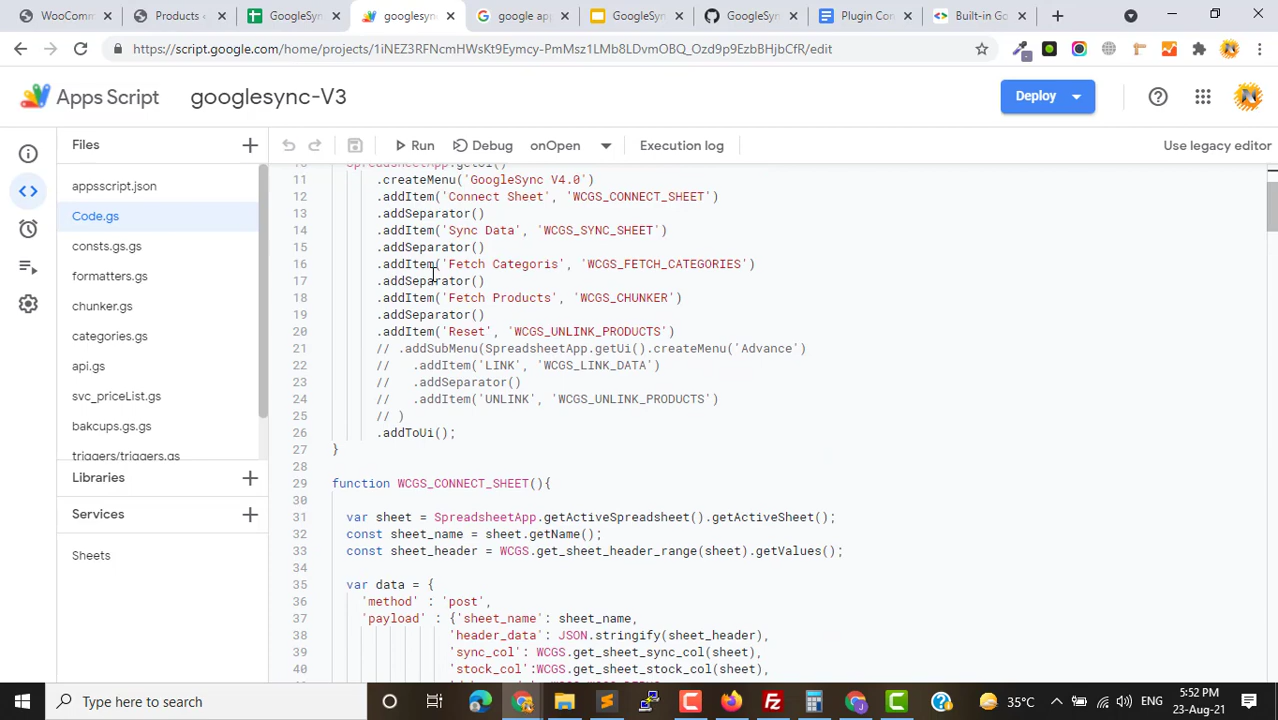 WooComm
Products <
GoogleSyn
googlesync
google app
GoogleSyn
GoogleSyn
Plugin Con
Built-in Go
https://script.google.com/home/projects/1iNEZ3RFNcmHWsKt9Eymcy-PmMsz1LMb8LDvmOBQ_Ozd9p9EzbBHjbCfR/edit
Apps Script
googlesync-V3
Deploy
Files
Run
Debug
onOpen
Execution log
Use legacy editor
appsscript.json
Code.gs
consts.gs.gs
formatters.gs
chunker.gs
categories.gs
api.gs
svc_priceList.gs
bakcups.gs.gs
triggers/triggers.gs
Libraries
Services
Sheets
10 SpreadsheetApp.getUi()
11 .createMenu('GoogleSync V4.0')
12 .addItem('Connect Sheet', 'WCGS_CONNECT_SHEET')
13 .addSeparator()
14 .addItem('Sync Data', 'WCGS_SYNC_SHEET')
15 .addSeparator()
16 .addItem('Fetch Categoris', 'WCGS_FETCH_CATEGORIES')
17 .addSeparator()
18 .addItem('Fetch Products', 'WCGS_CHUNKER')
19 .addSeparator()
20 .addItem('Reset', 'WCGS_UNLINK_PRODUCTS')
21 // .addSubMenu(SpreadsheetApp.getUi().createMenu('Advance')
22 // .addItem('LINK', 'WCGS_LINK_DATA')
23 // .addSeparator()
24 // .addItem('UNLINK', 'WCGS_UNLINK_PRODUCTS')
25 // )
26 .addToUi();
27 }
28
29 function WCGS_CONNECT_SHEET(){
30
31 var sheet = SpreadsheetApp.getActiveSpreadsheet().getActiveSheet();
32 const sheet_name = sheet.getName();
33 const sheet_header = WCGS.get_sheet_header_range(sheet).getValues();
34
35 var data = {
36 'method' : 'post',
37 'payload' : {'sheet_name': sheet_name,
38 'header_data': JSON.stringify(sheet_header),
39 'sync_col': WCGS.get_sheet_sync_col(sheet),
40 'stock_col':WCGS.get_sheet_stock_col(sheet),
Type here to search
35°C
ENG
5:52 PM
23-Aug-21